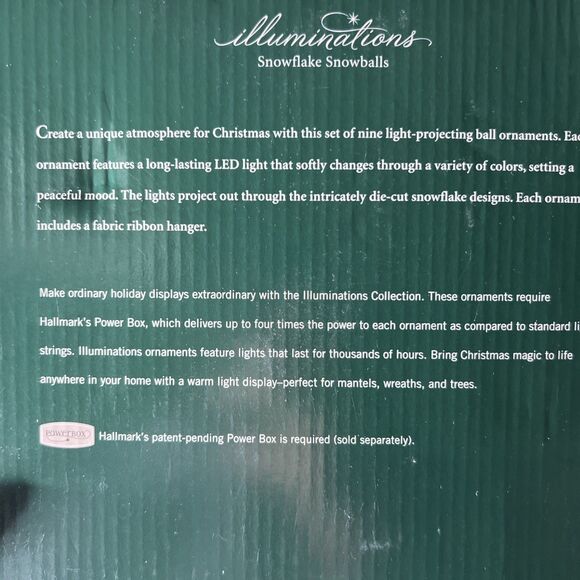 illuminations
Snowflake Snowballs
Create a unique atmosphere for Christmas with this set of nine light-projecting ball ornaments. Eac
ornament features a long-lasting LED light that softly changes through a variety of colors, setting a
peaceful mood. The lights project out through the intricately die-cut snowflake designs. Each ornam
includes a fabric ribbon hanger.
Make ordinary holiday displays extraordinary with the Illuminations Collection. These ornaments require
Hallmark's Power Box, which delivers up to four times the power to each ornament as compared to standard li
strings. Illuminations ornaments feature lights that last for thousands of hours. Bring Christmas magic to life
anywhere in your home with a warm light display–perfect for mantels, wreaths, and trees.
POWERBOX Hallmark's patent-pending Power Box is required (sold separately).